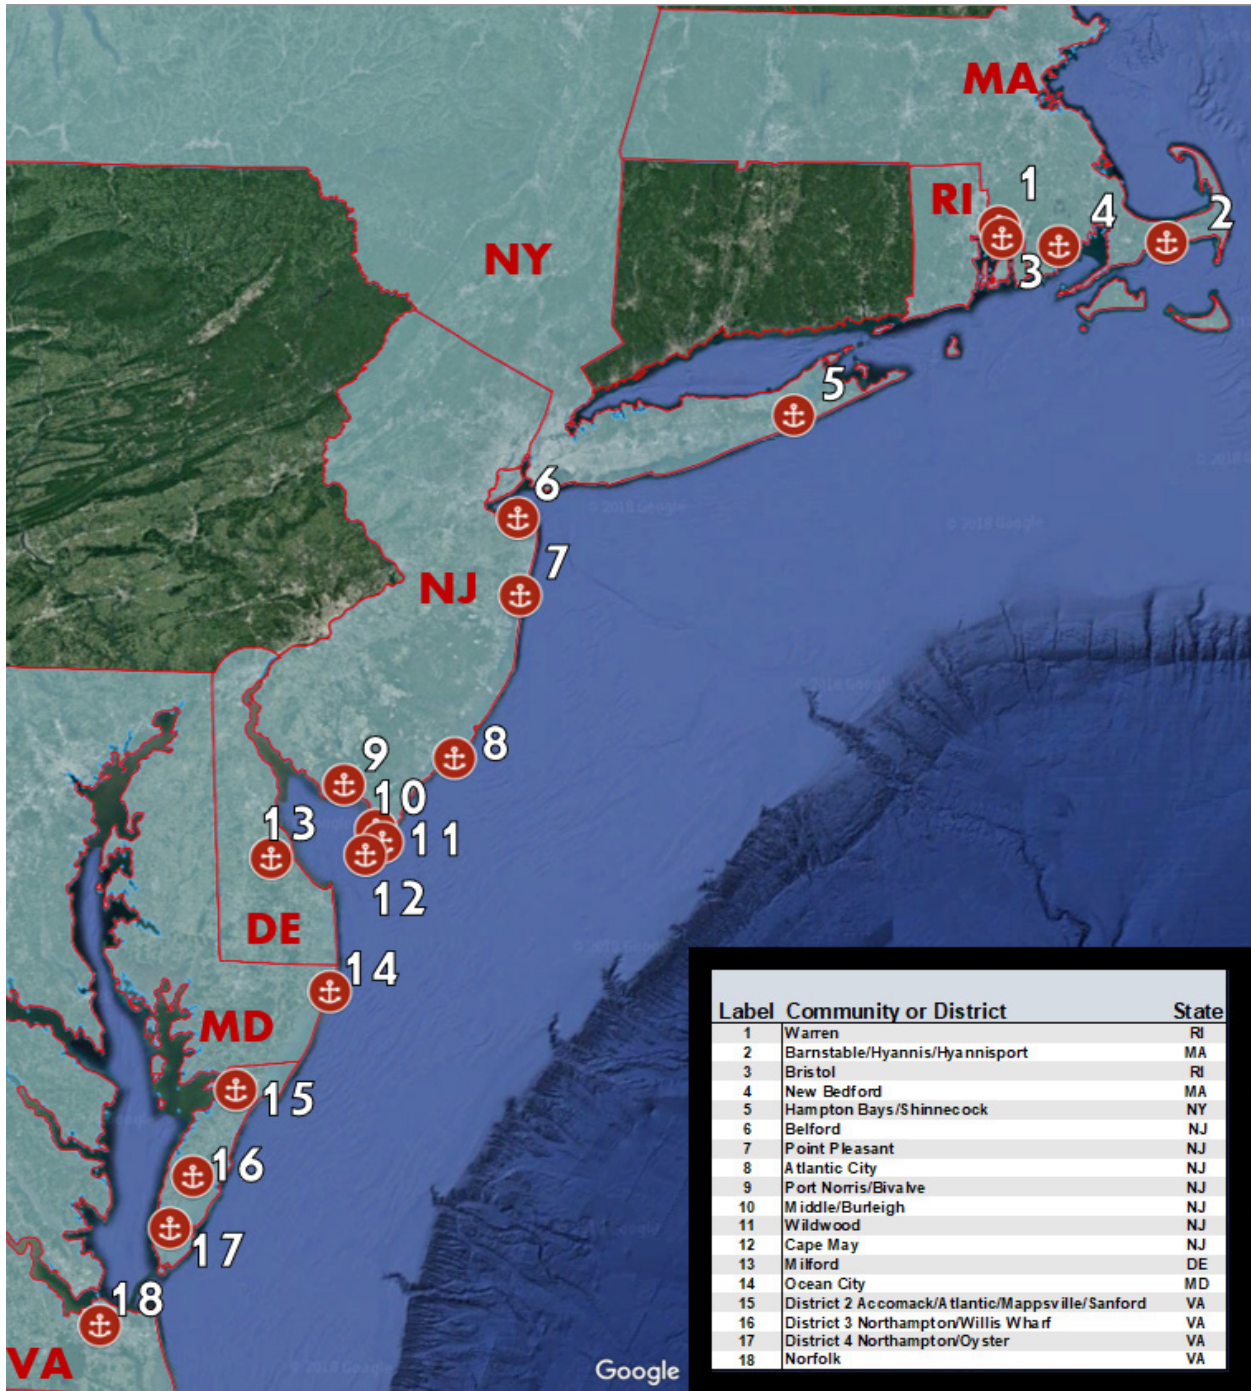 MA
1
RI
4
2
NY
3
5
6
© 2018 Google
© 2018 Google
7
NJ
9
8
10
13
11
12
DE
14
MD
15
16
17
18
VA
Google
Label Community or District State
1 Warren RI
2 Barnstable/Hyannis/Hyannisport MA
3 Bristol RI
4 New Bedford MA
5 Hampton Bays/Shinnecock NY
6 Belford NJ
7 Point Pleasant NJ
8 Atlantic City NJ
9 Port Norris/Bivalve NJ
10 Middle/Burleigh NJ
11 Wildwood NJ
12 Cape May NJ
13 Milford DE
14 Ocean City MD
15 District 2 Accomack/Atlantic/Mappsville/Sanford VA
16 District 3 Northampton/Willis Wharf VA
17 District 4 Northampton/Oyster VA
18 Norfolk VA